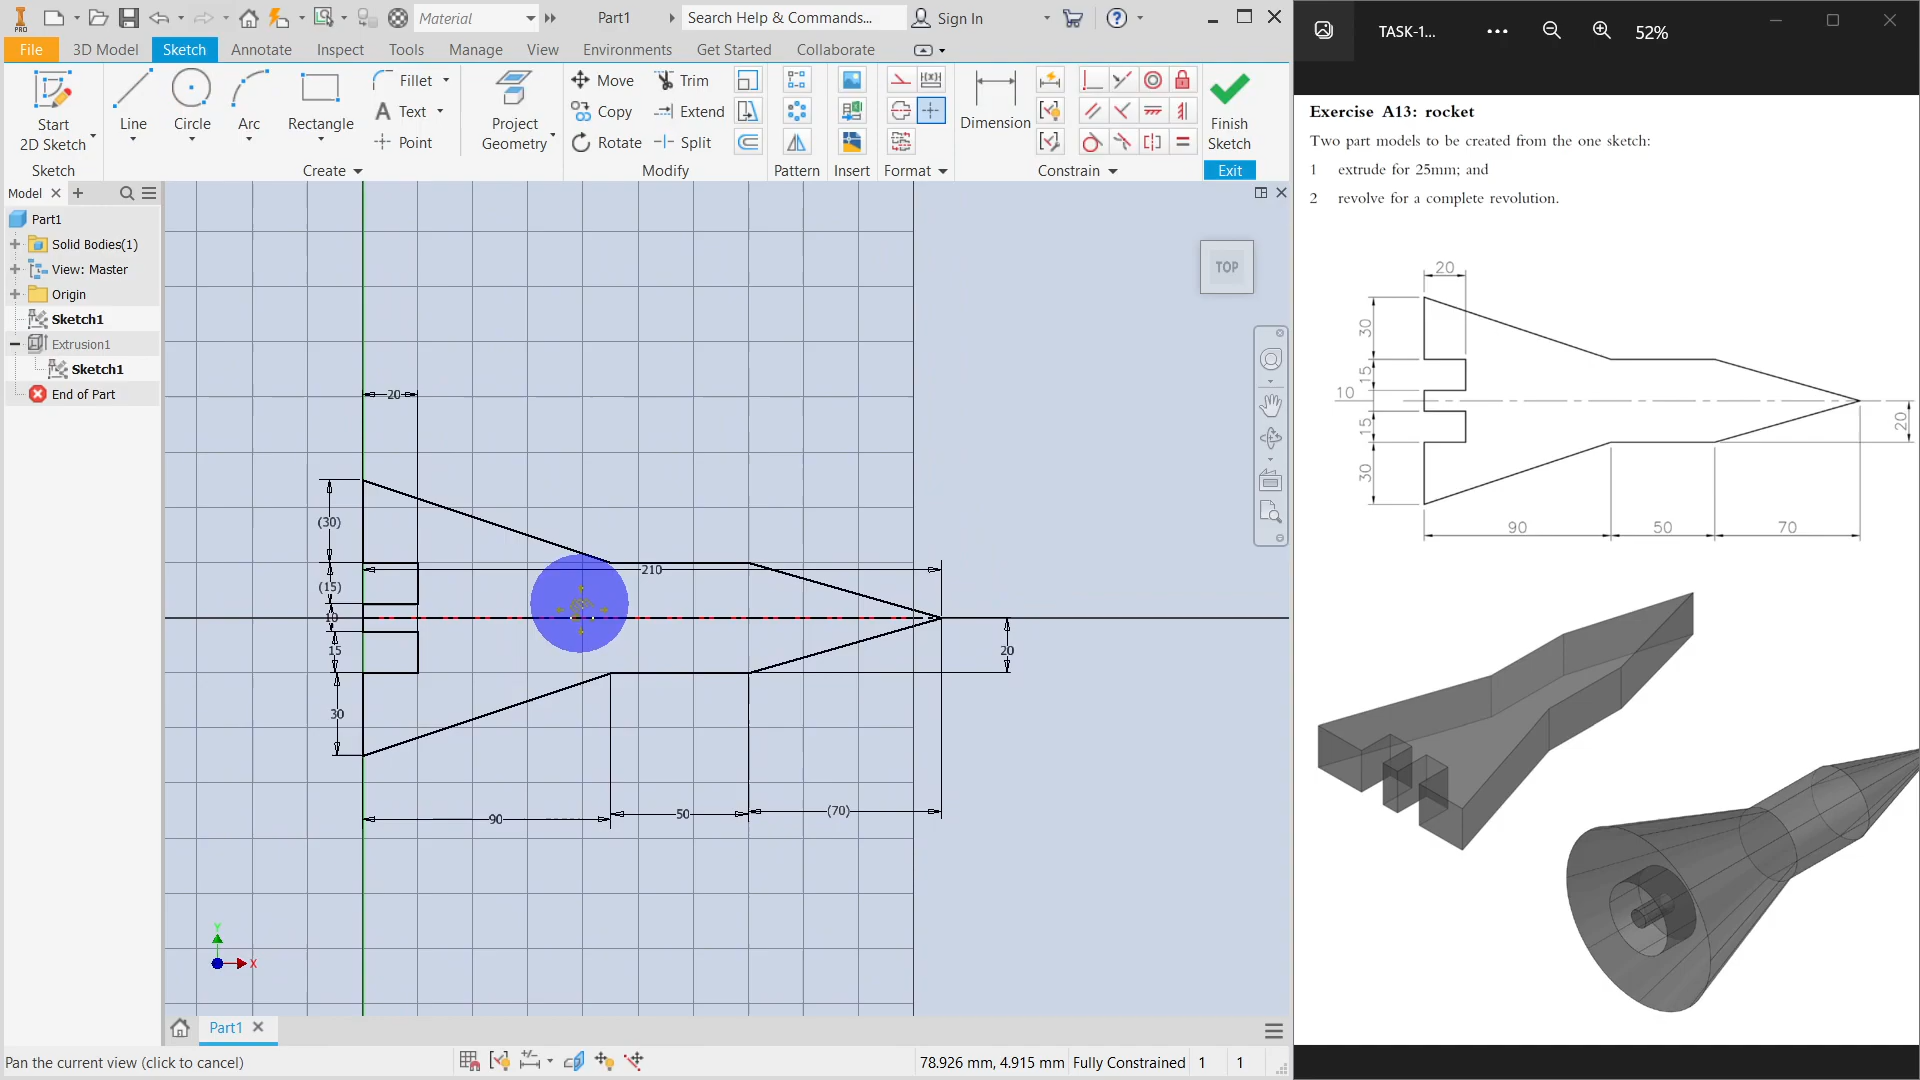 PRO
Material
Part1
Search Help & Commands...
Sign In
File
3D Model
Sketch
Annotate
Inspect
Tools
Manage
View
Environments
Get Started
Collaborate
Start
2D Sketch
Line
Circle
Arc
Rectangle
Fillet
Text
Point
Project
Geometry
Move
Copy
Rotate
Trim
Extend
Split
Dimension
Finish
Sketch
Sketch
Create
Modify
Pattern
Insert
Format
Constrain
Exit
Model
Part1
Solid Bodies(1)
View: Master
Origin
Sketch1
Extrusion1
Sketch1
End of Part
TOP
20
(30)
(15)
10
15
30
210
20
90
50
(70)
Y
X
Part1
Pan the current view (click to cancel)
78.926 mm, 4.915 mm
Fully Constrained
1
1
TASK-1...
52%
Exercise A13: rocket
Two part models to be created from the one sketch:
1 extrude for 25mm; and
2 revolve for a complete revolution.
20
30
15
10
15
30
20
90
50
70